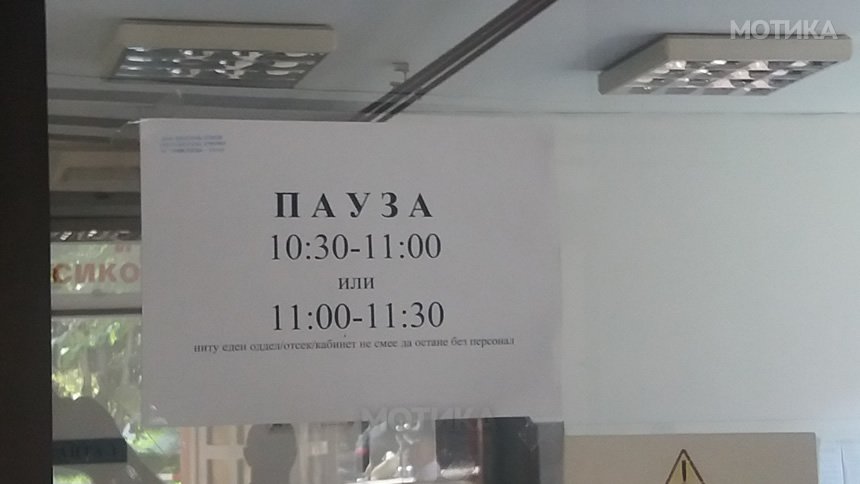 МОТИКА
ПАУЗА
10:30-11:00
или
11:00-11:30
ниту еден оддел/отсек/кабинет не смее да остане без персонал
СИКО
МОТИКА